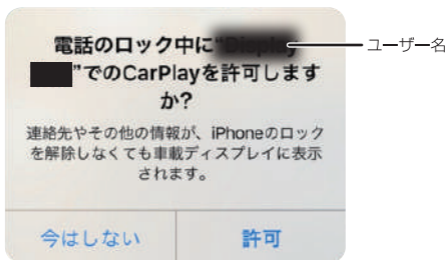 電話のロック中に“
”でのCarPlayを許可します
か?
連絡先やその他の情報が、iPhoneのロック
を解除しなくても車載ディスプレイに表示
されます。
今はしない 許可
ユーザー名